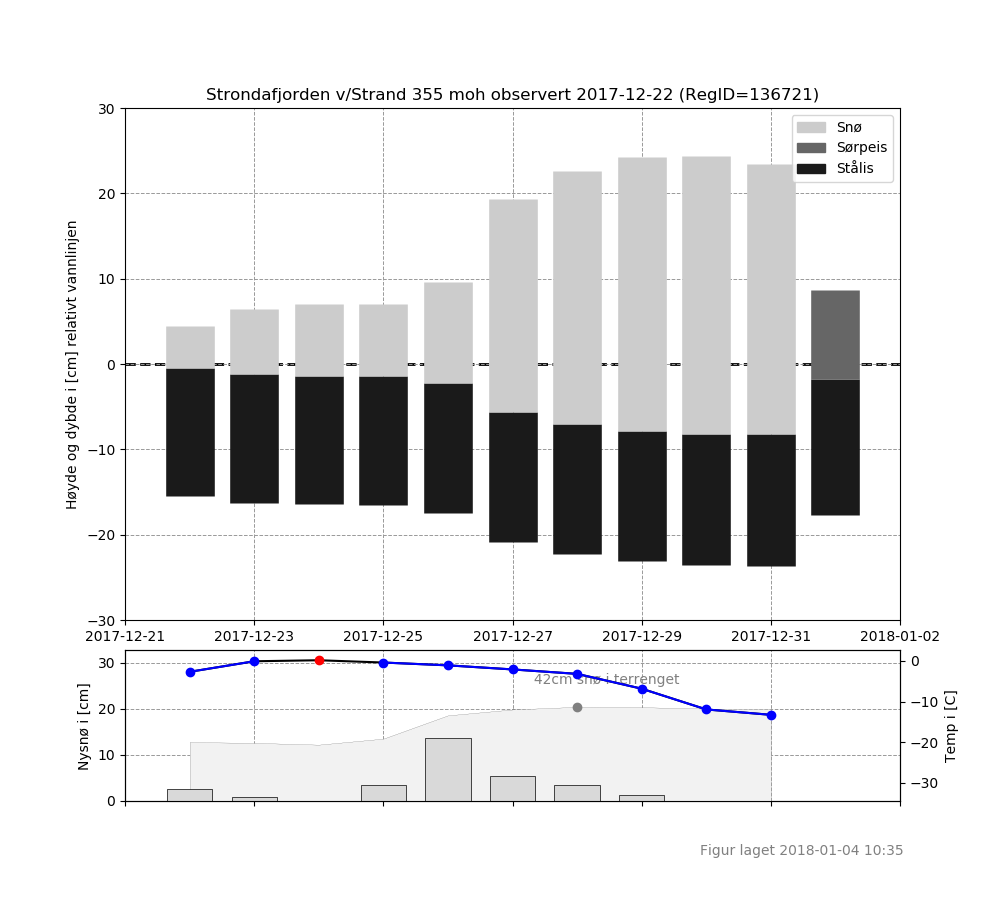 Strondafjorden v/Strand 355 moh observert 2017-12-22 (RegID=136721)
30
20
10
0
−10
−20
−30
Høyde og dybde i [cm] relativt vannlinjen
Snø
Sørpeis
Stålis
2017-12-21 2017-12-23 2017-12-25 2017-12-27 2017-12-29 2017-12-31 2018-01-02
30
20
10
0
Nysnø i [cm]
42cm snø i terrenget
0
−10
−20
−30
Temp i [C]
Figur laget 2018-01-04 10:35